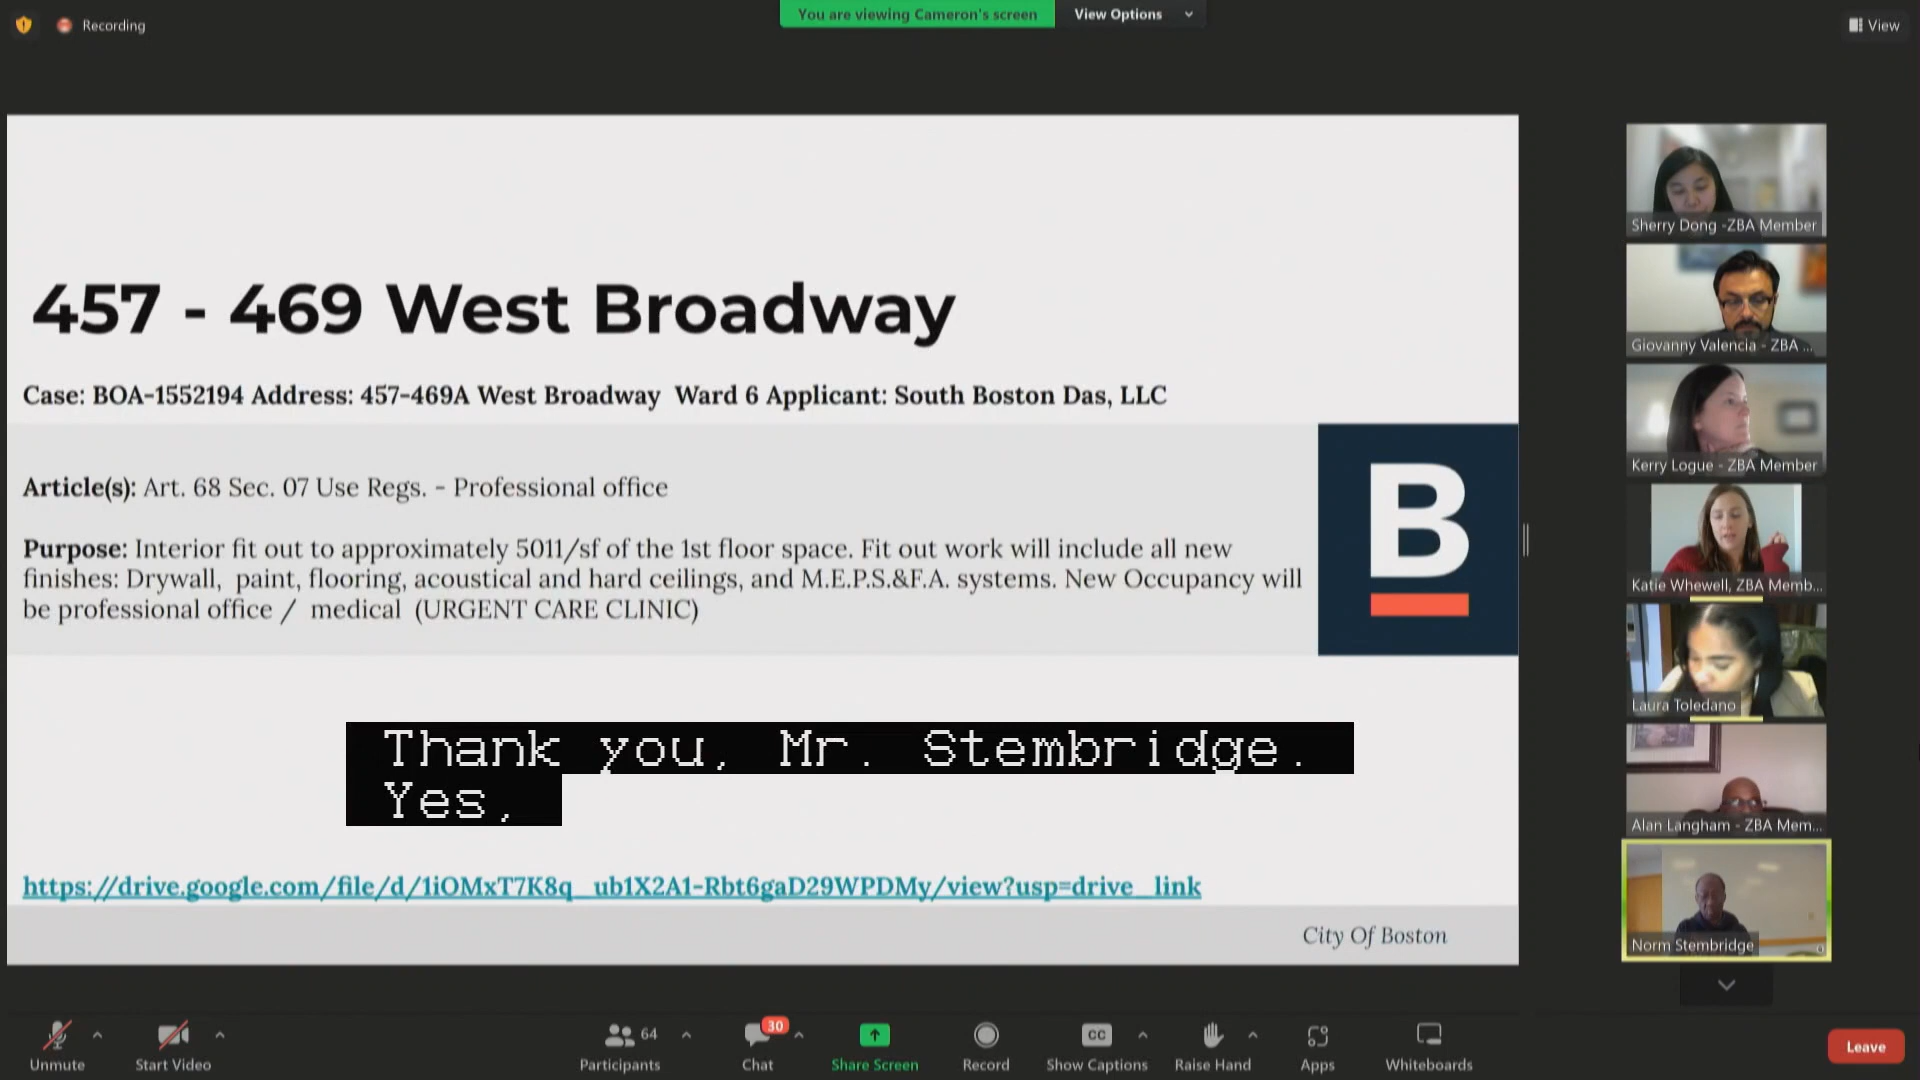 You are viewing Cameron's screen View Options
Recording
View
457 - 469 West Broadway
Case: BOA-1552194 Address: 457-469A West Broadway Ward 6 Applicant: South Boston Das, LLC
Article(s): Art. 68 Sec. 07 Use Regs. - Professional office
Purpose: Interior fit out to approximately 5011/sf of the 1st floor space. Fit out work will include all new
finishes: Drywall, paint, flooring, acoustical and hard ceilings, and M.E.P.S.&F.A. systems. New Occupancy will
be professional office / medical (URGENT CARE CLINIC)
B
Thank you, Mr. Stembridge.
Yes,
https://drive.google.com/file/d/1iOMxT7K8q_ub1X2A1-Rbt6gaD29WPDMy/view?usp=drive_link
City Of Boston
Sherry Dong -ZBA Member
Giovanny Valencia - ZBA ...
Kerry Logue - ZBA Member
Katie Whewell, ZBA Memb...
Laura Toledano
Alan Langham - ZBA Mem...
Norm Stembridge
Unmute
Start Video
64
Participants
30
Chat
Share Screen
Record
CC
Show Captions
Raise Hand
Apps
Whiteboards
Leave